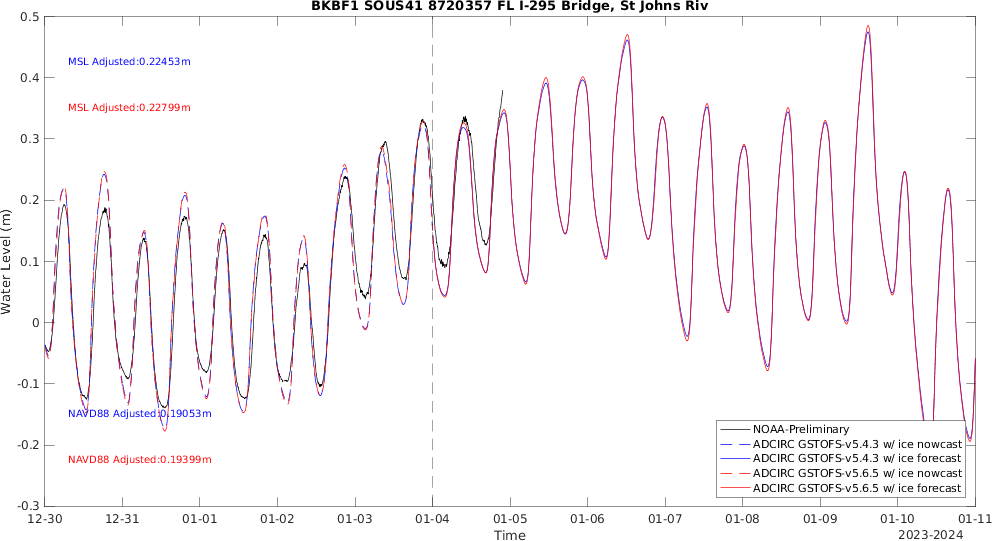 BKBF1 SOUS41 8720357 FL I-295 Bridge, St Johns Riv
0.5
0.4
0.3
0.2
0.1
0
-0.1
-0.2
-0.3
Water Level (m)
MSL Adjusted:0.22453m
MSL Adjusted:0.22799m
NAVD88 Adjusted:0.19053m
NAVD88 Adjusted:0.19399m
NOAA-Preliminary
ADCIRC GSTOFS-v5.4.3 w/ ice nowcast
ADCIRC GSTOFS-v5.4.3 w/ ice forecast
ADCIRC GSTOFS-v5.6.5 w/ ice nowcast
ADCIRC GSTOFS-v5.6.5 w/ ice forecast
12-30 12-31 01-01 01-02 01-03 01-04 01-05 01-06 01-07 01-08 01-09 01-10 01-11
Time
2023-2024